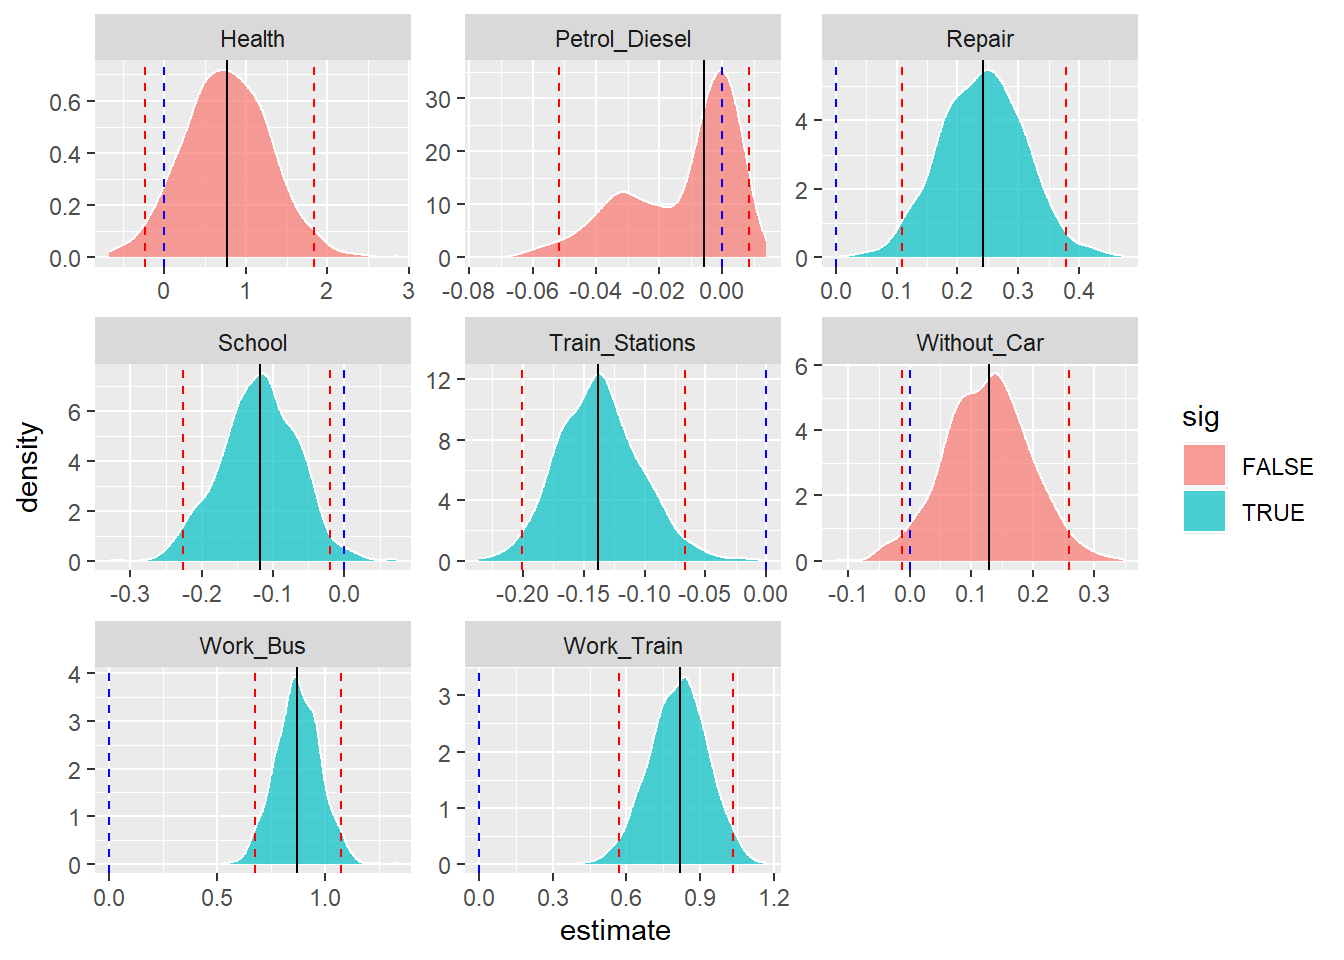 Health Petrol_Diesel Repair
0.6
0.4
0.2
0.0
0 1 2 3
30
20
10
0
-0.08 -0.06 -0.04 -0.02 0.00
4
2
0
0.0 0.1 0.2 0.3 0.4
School Train_Stations Without_Car
6
4
2
0
-0.3 -0.2 -0.1 0.0
12
8
4
0
-0.20 -0.15 -0.10 -0.05 0.00
6
4
2
0
-0.1 0.0 0.1 0.2 0.3
Work_Bus Work_Train
4
3
2
1
0
0.0 0.5 1.0
3
2
1
0
0.0 0.3 0.6 0.9 1.2
density
estimate
sig
FALSE
TRUE